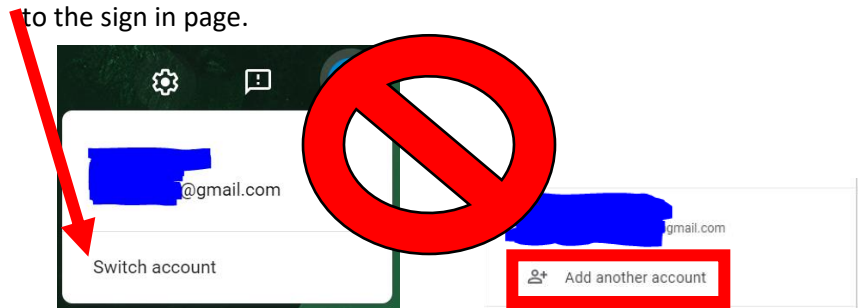 to the sign in page.
@gmail.com
Switch account
gmail.com
Add another account